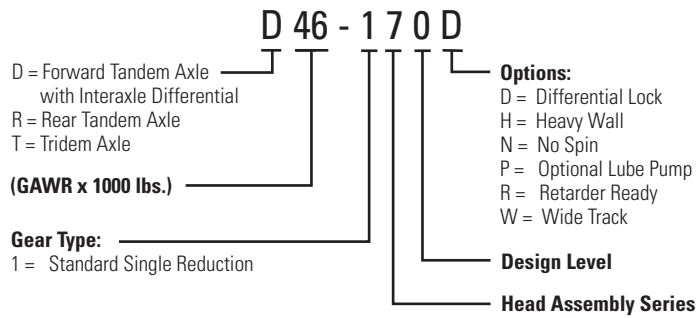 D 46 - 1 7 0 D
D = Forward Tandem Axle
with Interaxle Differential
R = Rear Tandem Axle
T = Tridem Axle
(GAWR x 1000 lbs.)
Gear Type:
1 = Standard Single Reduction
Options:
D = Differential Lock
H = Heavy Wall
N = No Spin
P = Optional Lube Pump
R = Retarder Ready
W = Wide Track
Design Level
Head Assembly Series